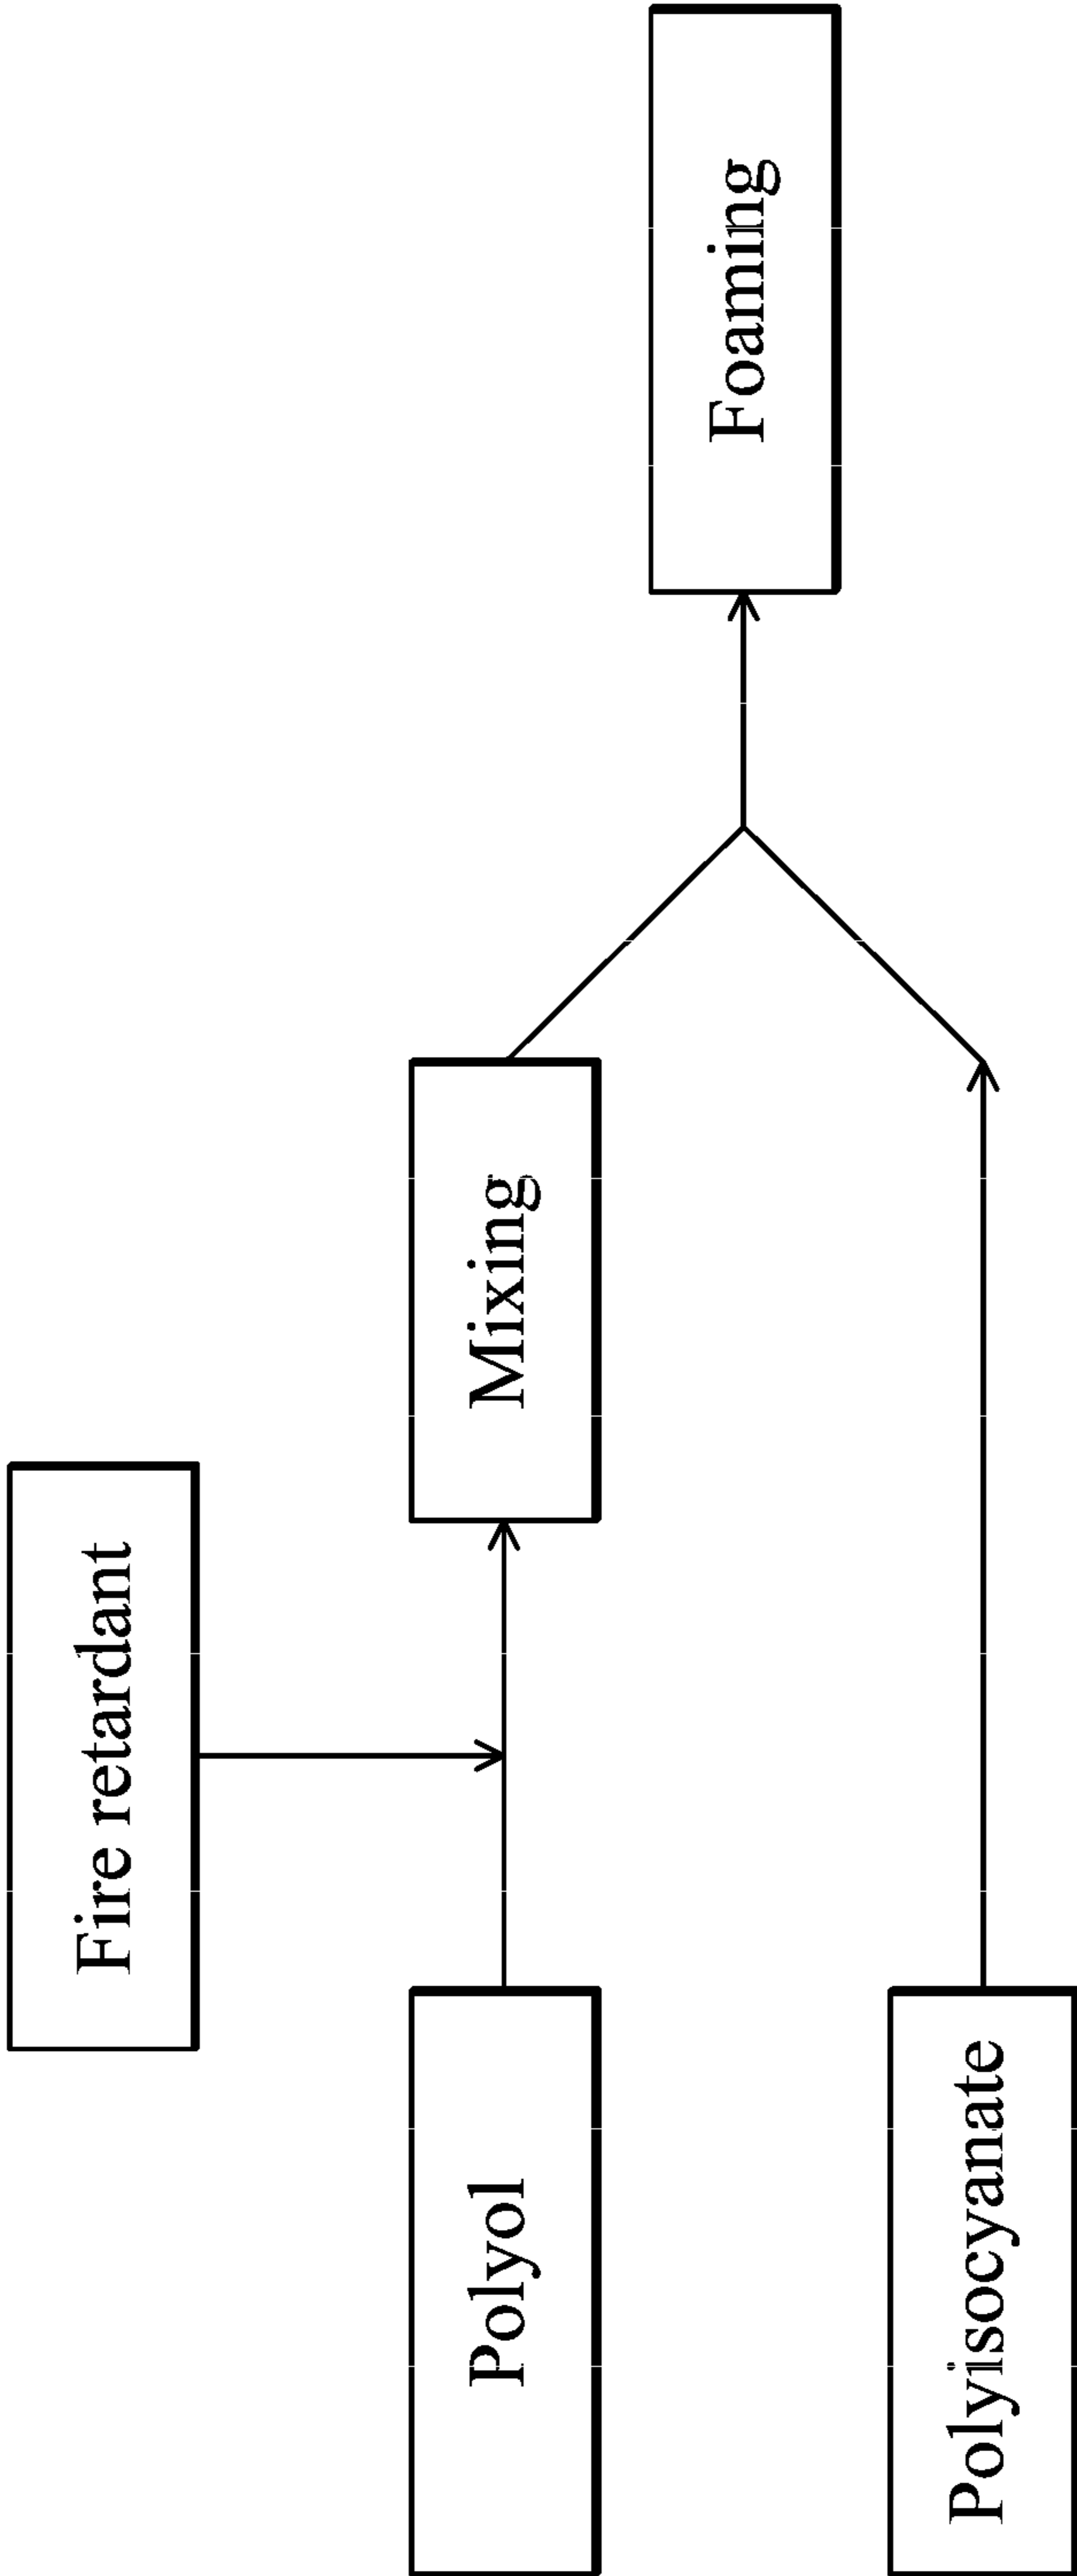 Fire retardant
Polyol
Mixing
Foaming
Polyisocyanate